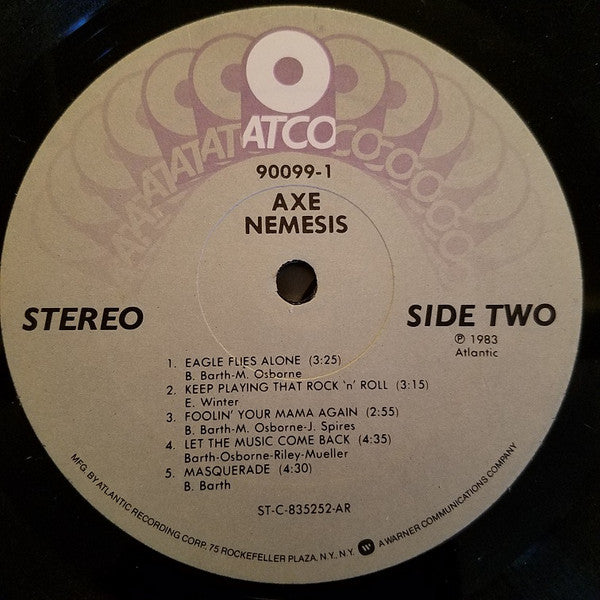 ATCO
90099-1
AXE
NEMESIS
STEREO
SIDE TWO
℗ 1983
Atlantic
1. EAGLE FLIES ALONE (3:25)
B. Barth-M. Osborne
2. KEEP PLAYING THAT ROCK 'n' ROLL (3:15)
E. Winter
3. FOOLIN' YOUR MAMA AGAIN (2:55)
B. Barth-M. Osborne-J. Spires
4. LET THE MUSIC COME BACK (4:35)
Barth-Osborne-Riley-Mueller
5. MASQUERADE (4:30)
B. Barth
ST-C-835252-AR
MFG. BY ATLANTIC RECORDING CORP. 75 ROCKEFELLER PLAZA, N.Y., N.Y. W A WARNER COMMUNICATIONS COMPANY